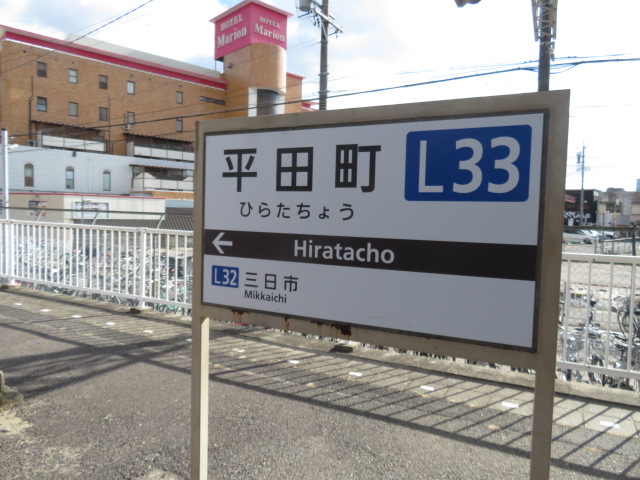 HOTEL
Marion
HOTEL
Marion
平田町
L33
ひらたちょう
← Hiratacho
L32 三日市
Mikkaichi